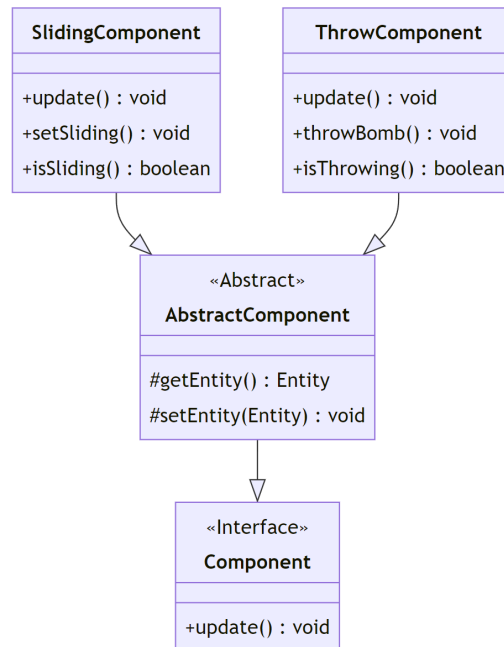 SlidingComponent
+update() : void
+setSliding() : void
+isSliding() : boolean
ThrowComponent
+update() : void
+throwBomb() : void
+isThrowing() : boolean
«Abstract»
AbstractComponent
#getEntity() : Entity
#setEntity(Entity) : void
«Interface»
Component
+update() : void